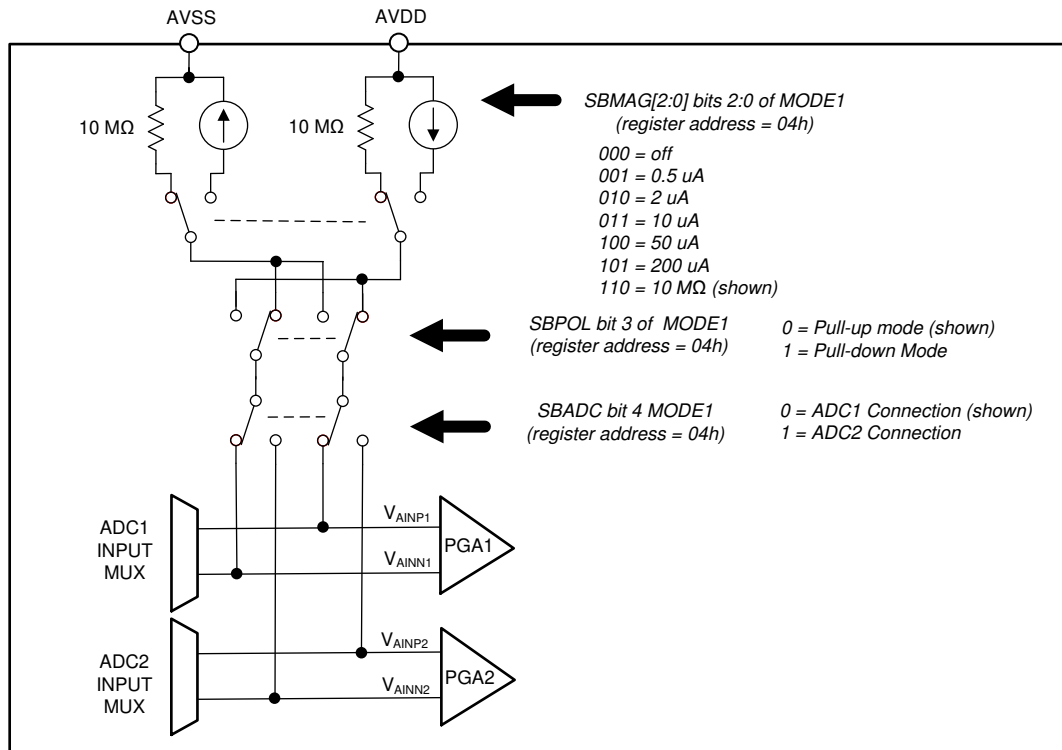 AVSS
AVDD
10 MΩ
10 MΩ
SBMAG[2:0] bits 2:0 of MODE1
(register address = 04h)
000 = off
001 = 0.5 uA
010 = 2 uA
011 = 10 uA
100 = 50 uA
101 = 200 uA
110 = 10 MΩ (shown)
SBPOL bit 3 of MODE1
(register address = 04h)
0 = Pull-up mode (shown)
1 = Pull-down Mode
SBADC bit 4 MODE1
(register address = 04h)
0 = ADC1 Connection (shown)
1 = ADC2 Connection
ADC1
INPUT
MUX
VAINP1
VAINN1
PGA1
ADC2
INPUT
MUX
VAINP2
VAINN2
PGA2